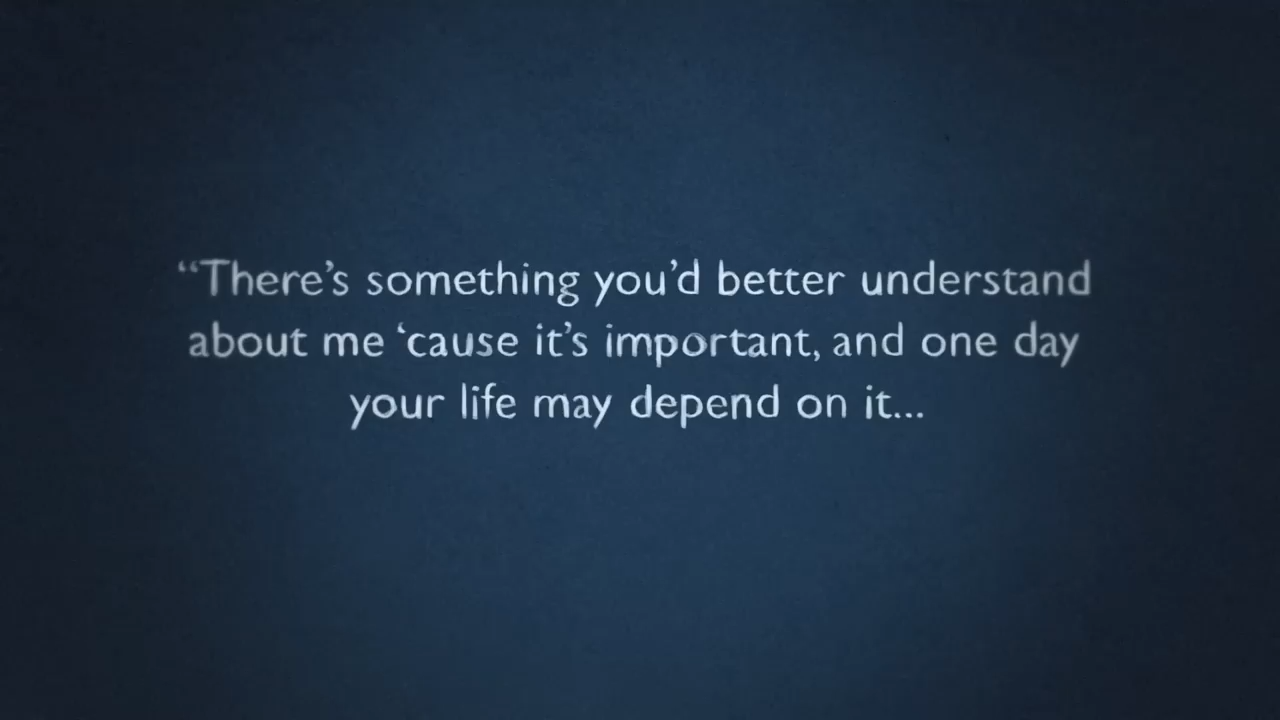 “There’s something you’d better understand
about me ‘cause it’s important, and one day
your life may depend on it...